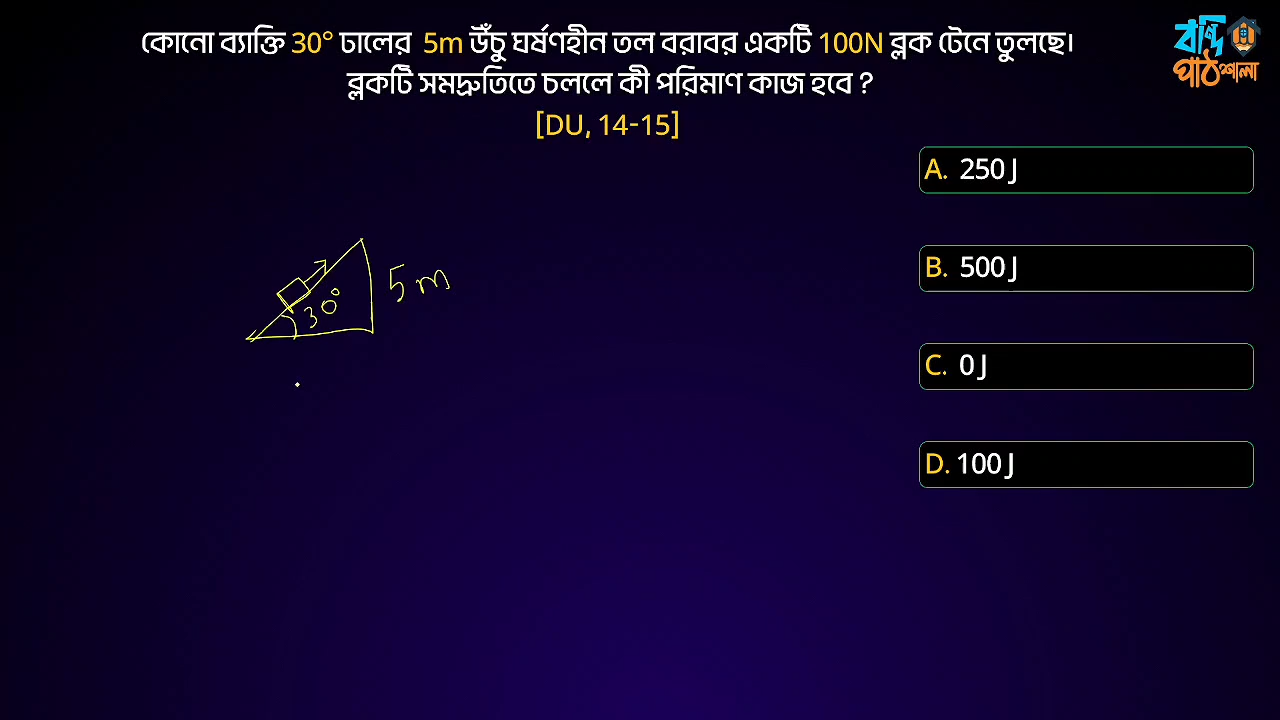 কোনো ব্যাক্তি 30° ঢালের 5m উঁচু ঘর্ষণহীন তল বরাবর একটি 100N ব্লক টেনে তুলছে।
ব্লকটি সমদ্রুতিতে চললে কী পরিমাণ কাজ হবে ?
[DU, 14-15]
বন্দি
পাঠশালা
A. 250 J
B. 500 J
C. 0 J
D. 100 J
30°
5 m